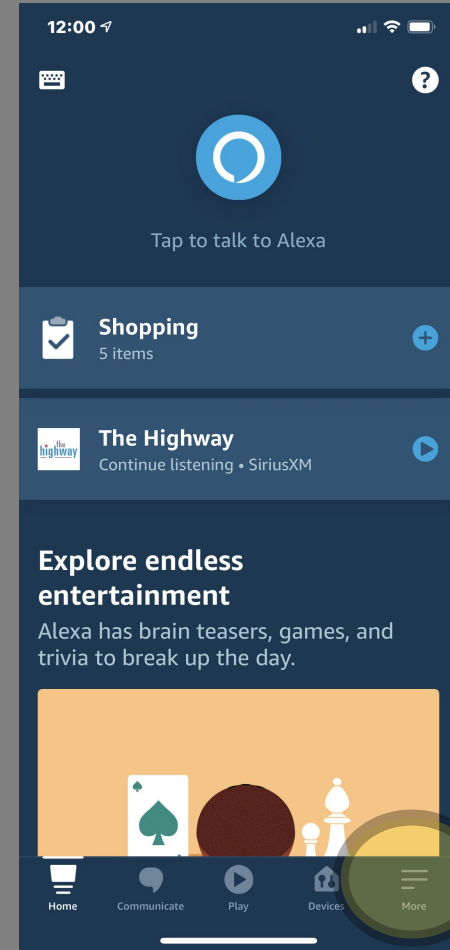 12:00
?
Tap to talk to Alexa
Shopping
5 items
the
highway
The Highway
Continue listening • SiriusXM
Explore endless
entertainment
Alexa has brain teasers, games, and
trivia to break up the day.
Home
Communicate
Play
Devices
More